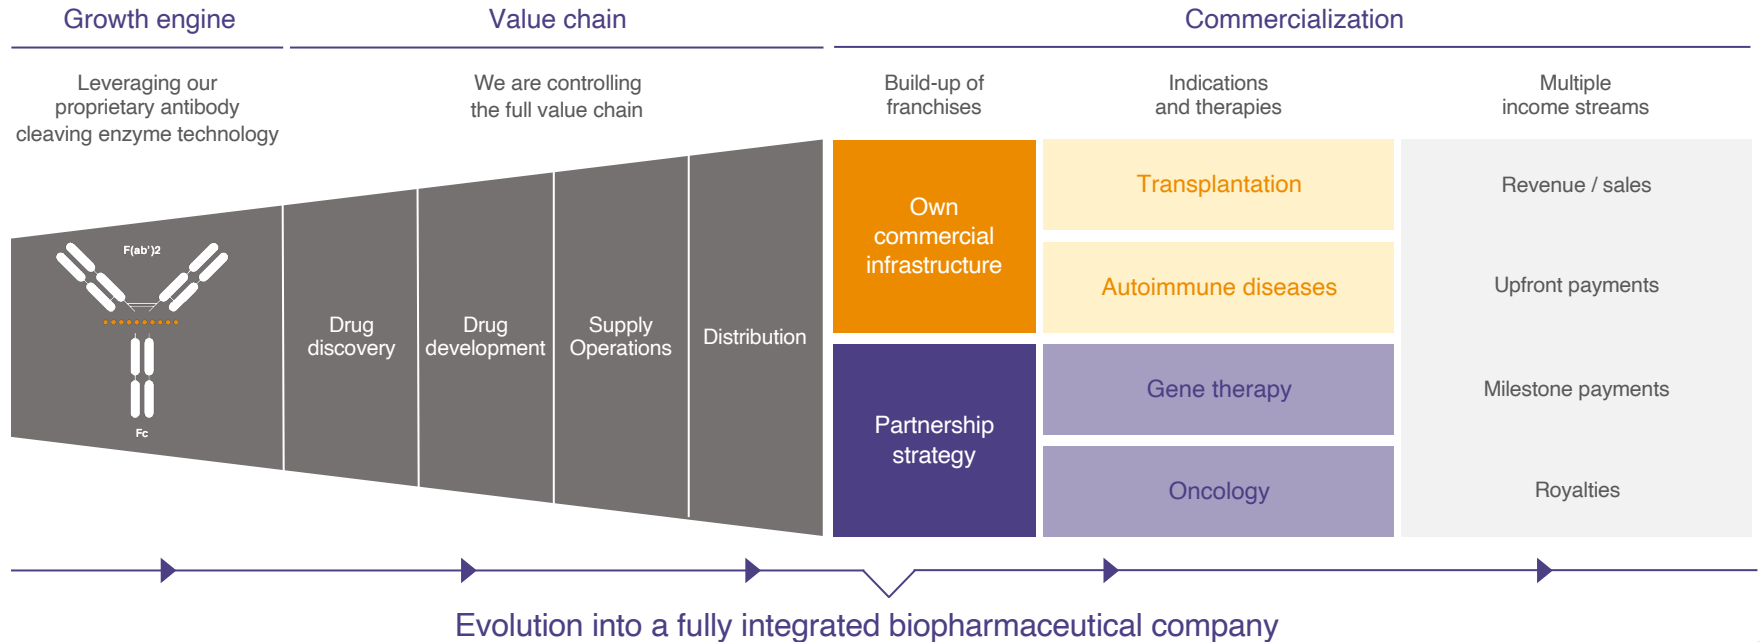 Growth engine
Value chain
Commercialization
Leveraging our
proprietary antibody
cleaving enzyme technology
We are controlling
the full value chain
Build-up of
franchises
Indications
and therapies
Multiple
income streams
F(ab')2
Fc
Drug
discovery
Drug
development
Supply
Operations
Distribution
Own
commercial
infrastructure
Partnership
strategy
Transplantation
Autoimmune diseases
Gene therapy
Oncology
Revenue / sales
Upfront payments
Milestone payments
Royalties
Evolution into a fully integrated biopharmaceutical company